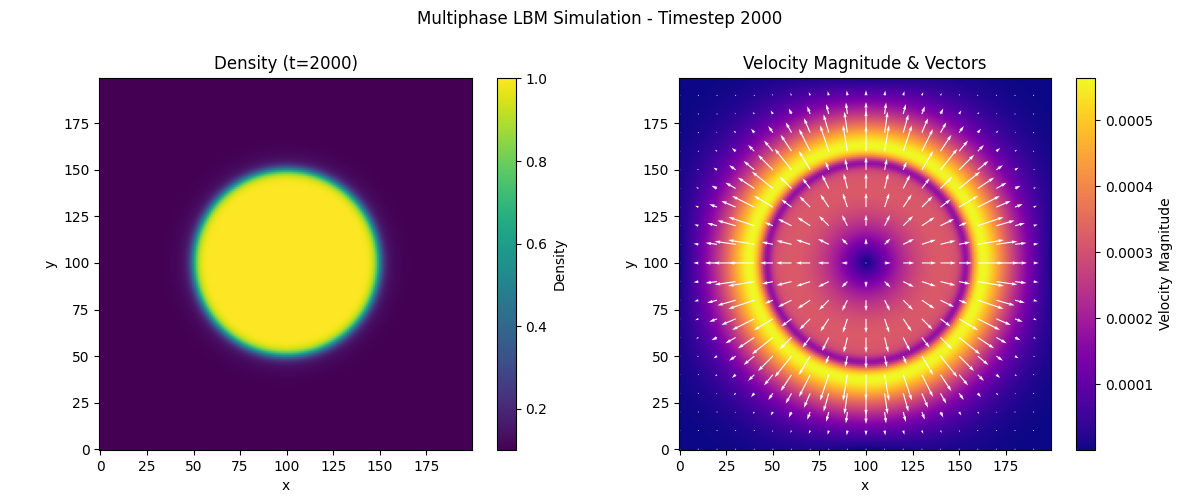 Multiphase LBM Simulation - Timestep 2000
Density (t=2000)
175
150
125
100
75
50
25
0
y
0 25 50 75 100 125 150 175
x
1.0
0.8
0.6
0.4
0.2
Density
Velocity Magnitude & Vectors
175
150
125
100
75
50
25
0
y
0 25 50 75 100 125 150 175
x
0.0005
0.0004
0.0003
0.0002
0.0001
Velocity Magnitude